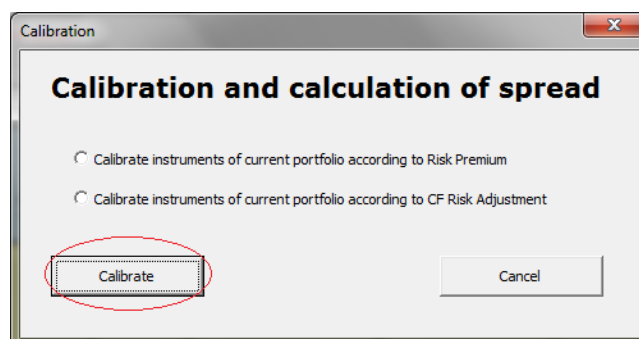 Calibration
Calibration and calculation of spread
Calibrate instruments of current portfolio according to Risk Premium
Calibrate instruments of current portfolio according to CF Risk Adjustment
Calibrate
Cancel